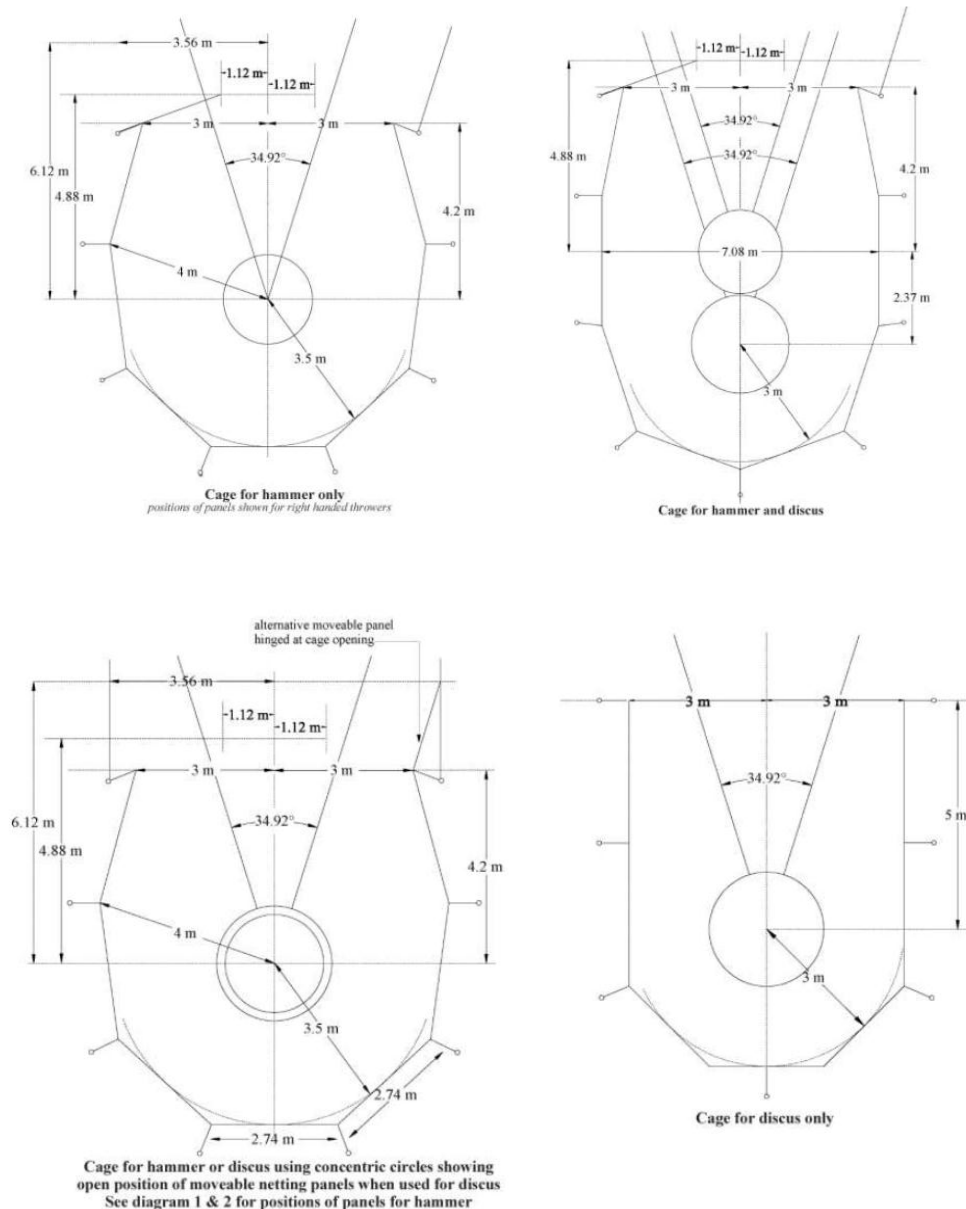 3.56 m
-1.12 m-
-1.12 m-
3 m
3 m
34.92°
6.12 m
4.88 m
4.2 m
4 m
3.5 m
Cage for hammer only
positions of panels shown for right handed throwers
-1.12 m-
-1.12 m-
3 m
3 m
34.92°
34.92°
4.88 m
4.2 m
7.08 m
2.37 m
3 m
Cage for hammer and discus
alternative moveable panel
hinged at cage opening
3.56 m
-1.12 m-
-1.12 m-
3 m
3 m
34.92°
6.12 m
4.88 m
4.2 m
4 m
3.5 m
2.74 m
2.74 m
Cage for hammer or discus using concentric circles showing
open position of moveable netting panels when used for discus
See diagram 1 & 2 for positions of panels for hammer
3 m
3 m
34.92°
5 m
3 m
Cage for discus only